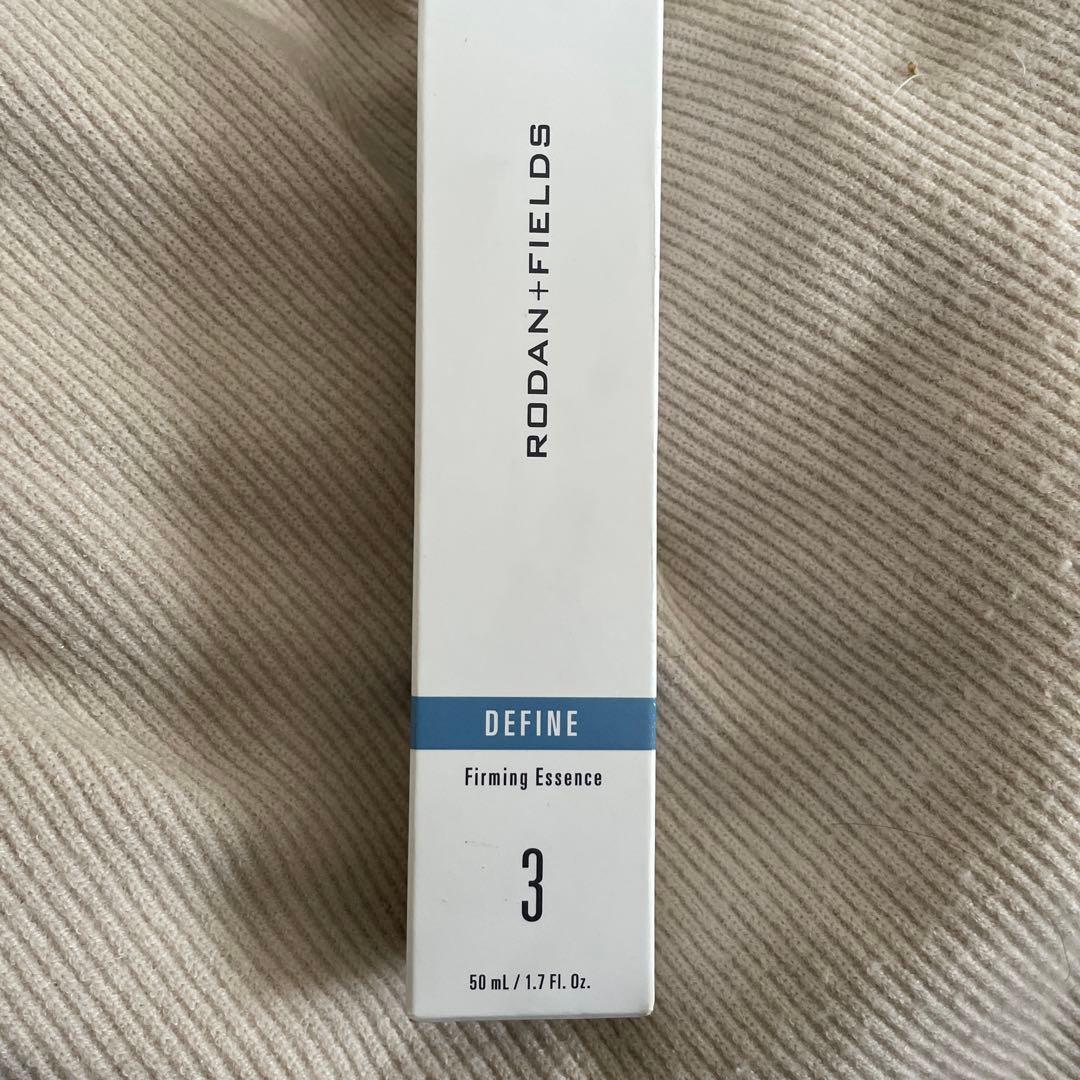 RODAN+FIELDS
DEFINE
Firming Essence
3
50 mL / 1.7 Fl. Oz.